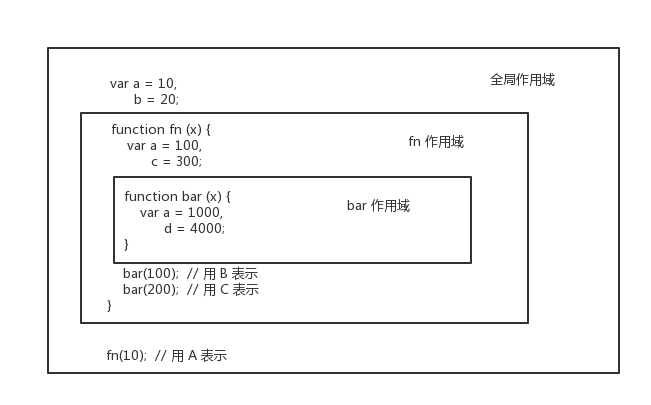 var a = 10,
全局作用域
b = 20;
function fn (x) {
fn 作用域
var a = 100,
c = 300;
function bar (x) {
bar 作用域
var a = 1000,
d = 4000;
}
bar(100); // 用 B 表示
bar(200); // 用 C 表示
}
fn(10); // 用 A 表示